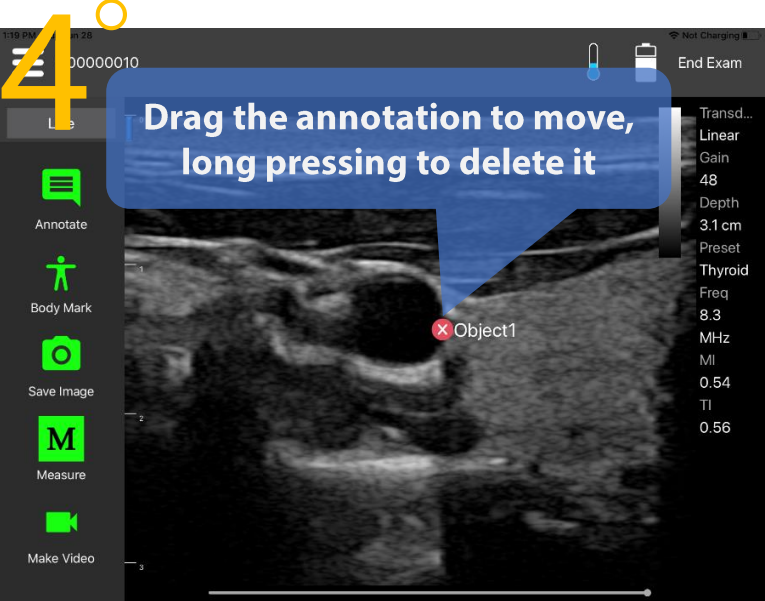 4
1:19 PM
un 28
Not Charging
00000010
End Exam
Drag the annotation to move,
long pressing to delete it
Annotate
Body Mark
Save Image
M
Measure
Make Video
1
2
3
Object1
Transd...
Linear
Gain
48
Depth
3.1 cm
Preset
Thyroid
Freq
8.3
MHz
MI
0.54
TI
0.56